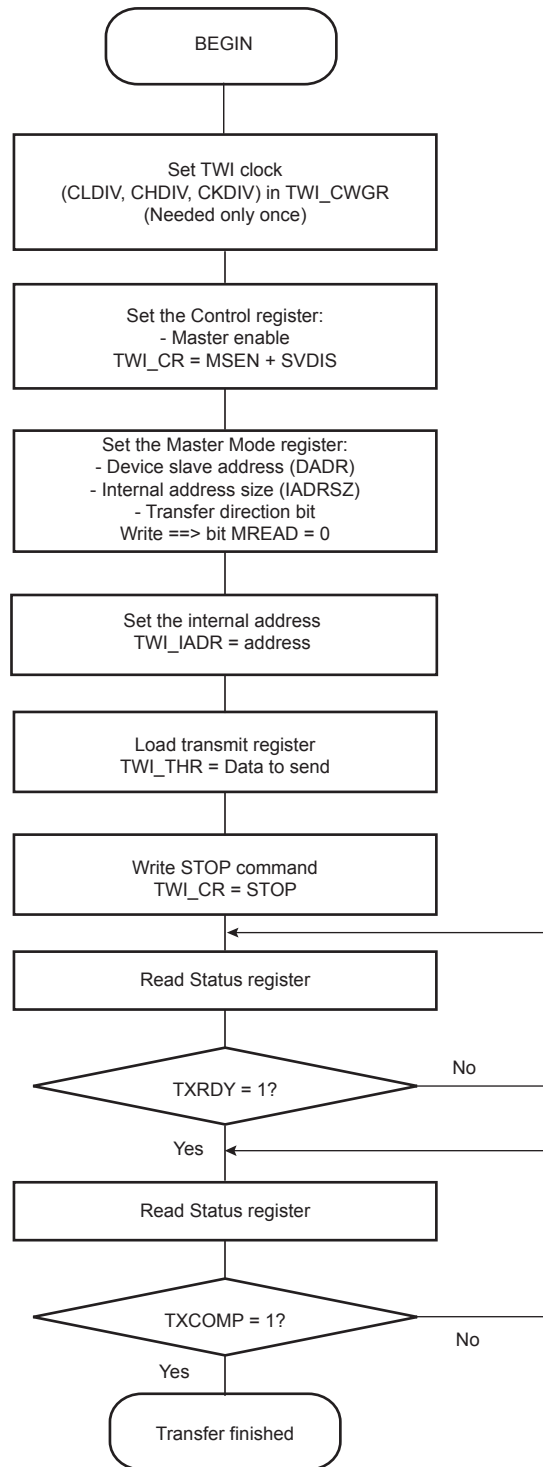 BEGIN
Set TWI clock
(CLDIV, CHDIV, CKDIV) in TWI_CWGR
(Needed only once)
Set the Control register:
- Master enable
TWI_CR = MSEN + SVDIS
Set the Master Mode register:
- Device slave address (DADR)
- Internal address size (IADRSZ)
- Transfer direction bit
Write ==> bit MREAD = 0
Set the internal address
TWI_IADR = address
Load transmit register
TWI_THR = Data to send
Write STOP command
TWI_CR = STOP
Read Status register
No
TXRDY = 1?
Yes
Read Status register
TXCOMP = 1?
No
Yes
Transfer finished